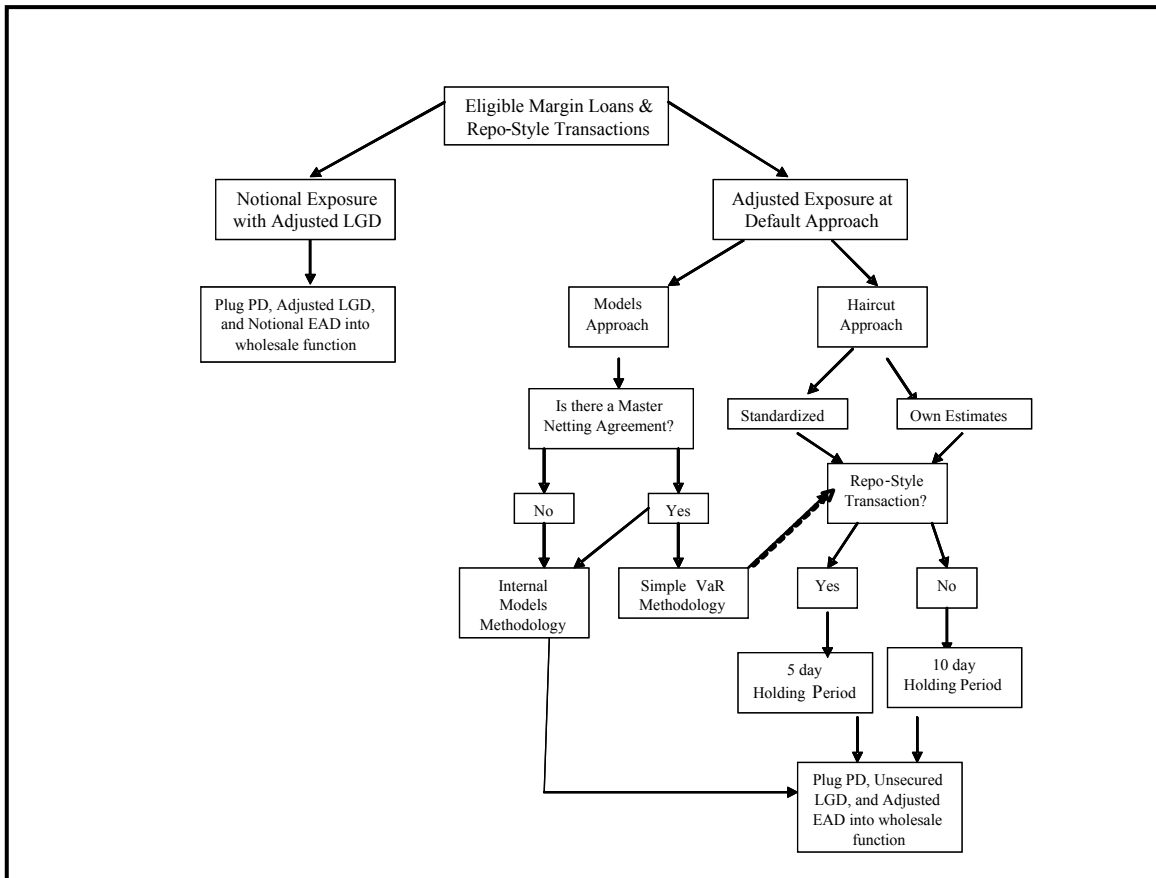 Eligible Margin Loans &
Repo-Style Transactions
Notional Exposure
with Adjusted LGD
Adjusted Exposure at
Default Approach
Plug PD, Adjusted LGD,
and Notional EAD into
wholesale function
Models
Approach
Haircut
Approach
Is there a Master
Netting Agreement?
Standardized
Own Estimates
No
Yes
Repo-Style
Transaction?
Internal
Models
Methodology
Simple VaR
Methodology
Yes
No
5 day
Holding Period
10 day
Holding Period
Plug PD, Unsecured
LGD, and Adjusted
EAD into wholesale
function